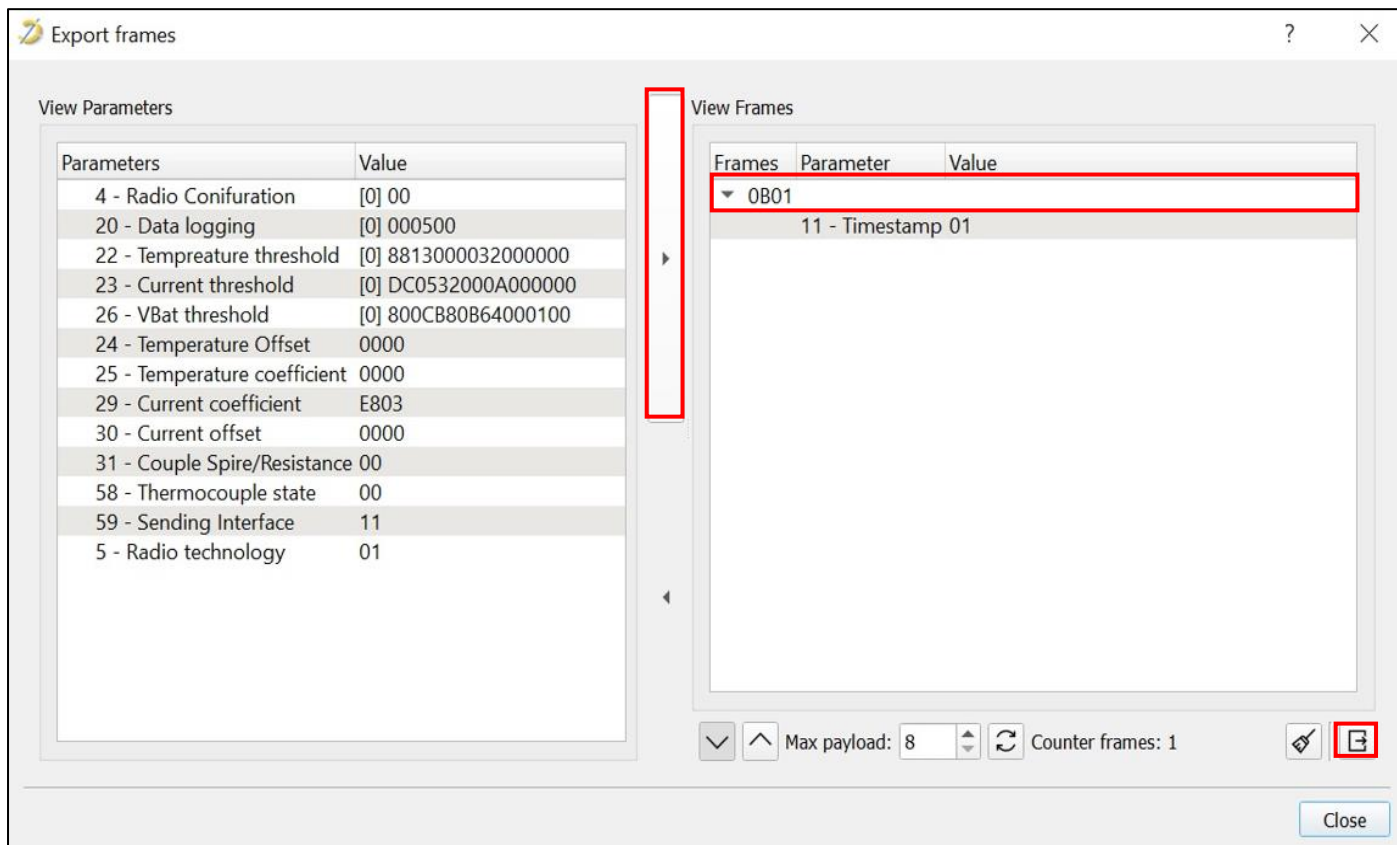 Export frames ?
View Parameters
Parameters Value
4 - Radio Conifuration [0] 00
20 - Data logging [0] 000500
22 - Tempreature threshold [0] 8813000032000000
23 - Current threshold [0] DC0532000A000000
26 - VBat threshold [0] 800CB80B64000100
24 - Temperature Offset 0000
25 - Temperature coefficient 0000
29 - Current coefficient E803
30 - Current offset 0000
31 - Couple Spire/Resistance 00
58 - Thermocouple state 00
59 - Sending Interface 11
5 - Radio technology 01
View Frames
Frames Parameter Value
0B01
11 - Timestamp 01
Max payload: 8 Counter frames: 1
Close